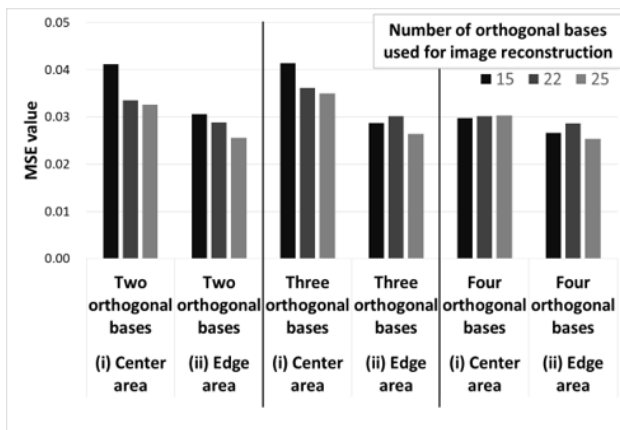 Number of orthogonal bases
used for image reconstruction
15 22 25
MSE value
0.05
0.04
0.03
0.02
0.01
0.00
Two orthogonal bases
(i) Center area
Two orthogonal bases
(ii) Edge area
Three orthogonal bases
(i) Center area
Three orthogonal bases
(ii) Edge area
Four orthogonal bases
(i) Center area
Four orthogonal bases
(ii) Edge area